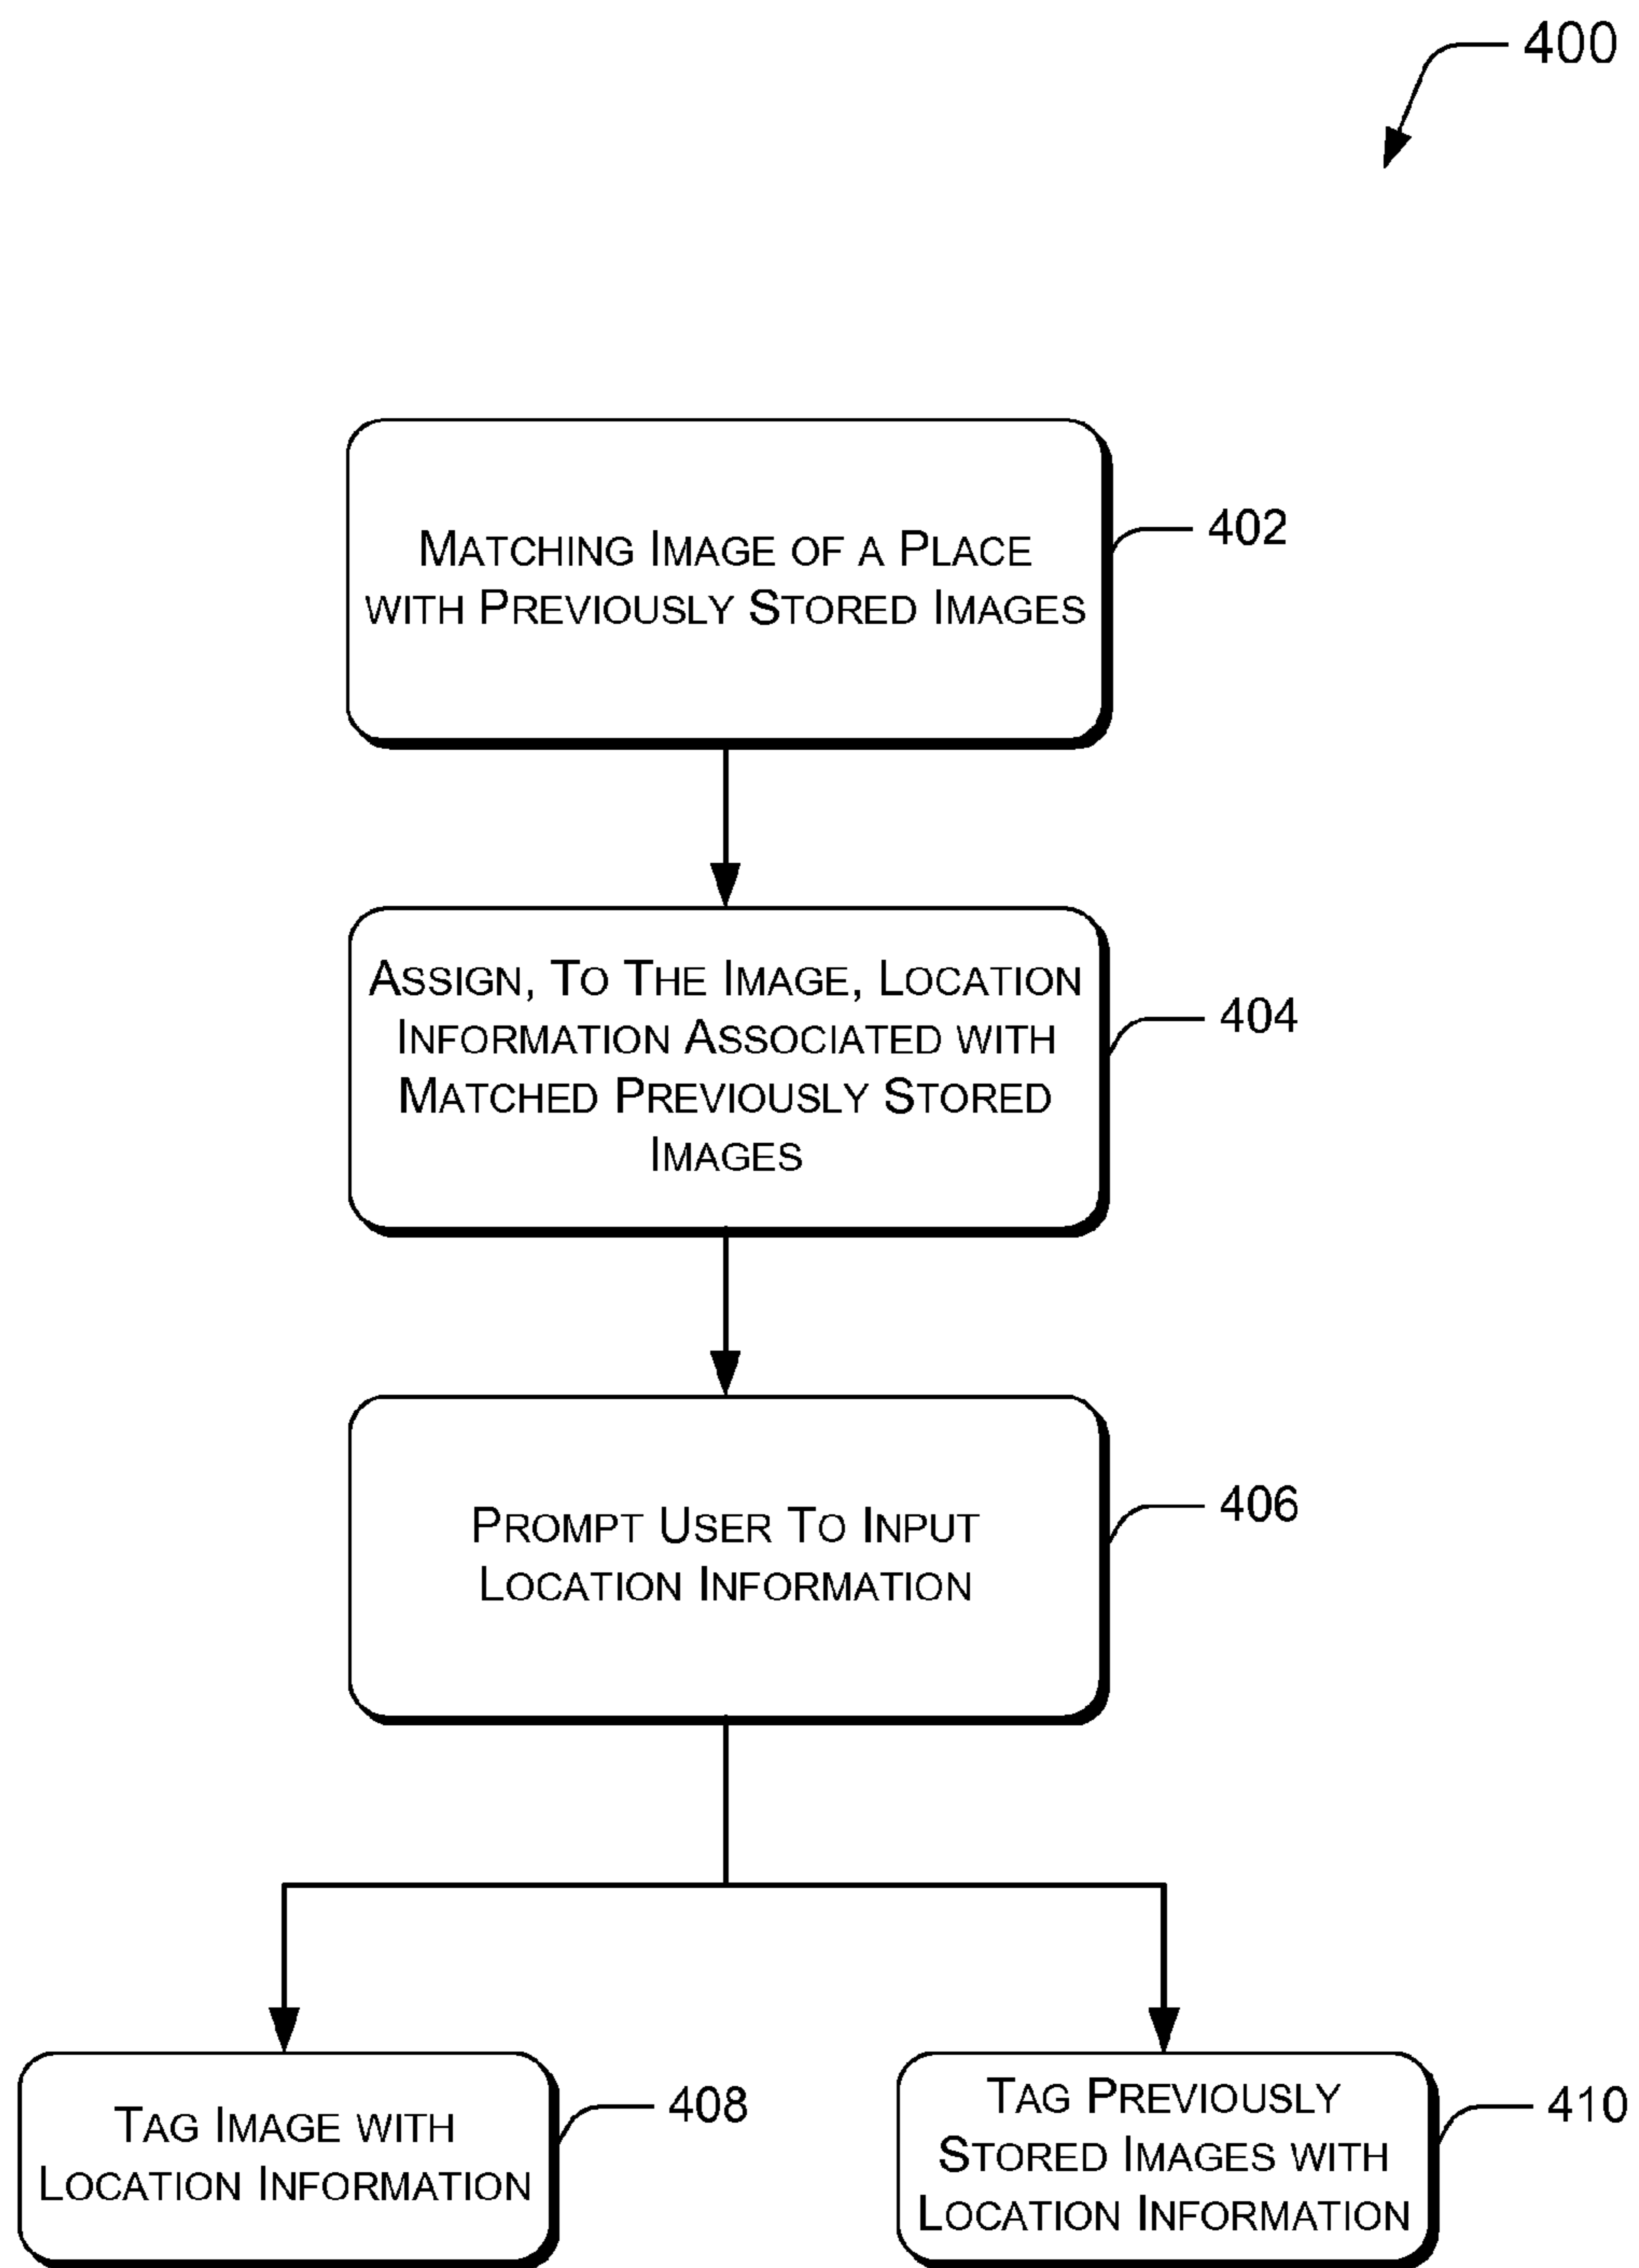 400
MATCHING IMAGE OF A PLACE
WITH PREVIOUSLY STORED IMAGES
402
ASSIGN, TO THE IMAGE, LOCATION
INFORMATION ASSOCIATED WITH
MATCHED PREVIOUSLY STORED
IMAGES
404
PROMPT USER TO INPUT
LOCATION INFORMATION
406
TAG IMAGE WITH
LOCATION INFORMATION
408
TAG PREVIOUSLY
STORED IMAGES WITH
LOCATION INFORMATION
410